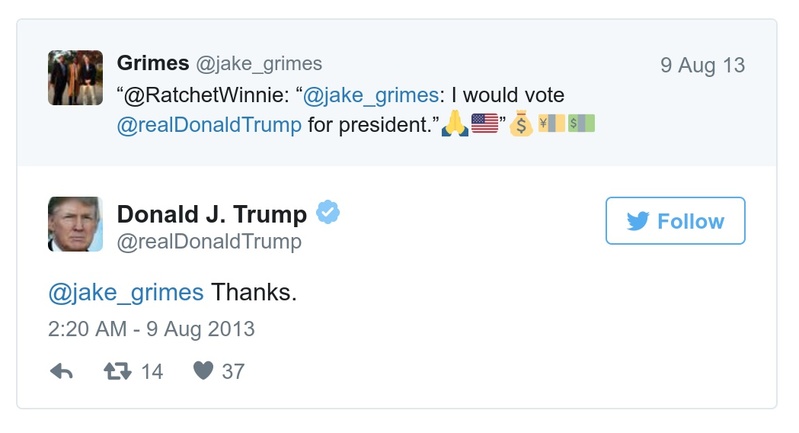 Grimes @jake_grimes 9 Aug 13
“@RatchetWinnie: “@jake_grimes: I would vote
@realDonaldTrump for president.”🙏🇺🇸” 💰💴💵
Donald J. Trump
@realDonaldTrump
Follow
@jake_grimes Thanks.
2:20 AM - 9 Aug 2013
14 37